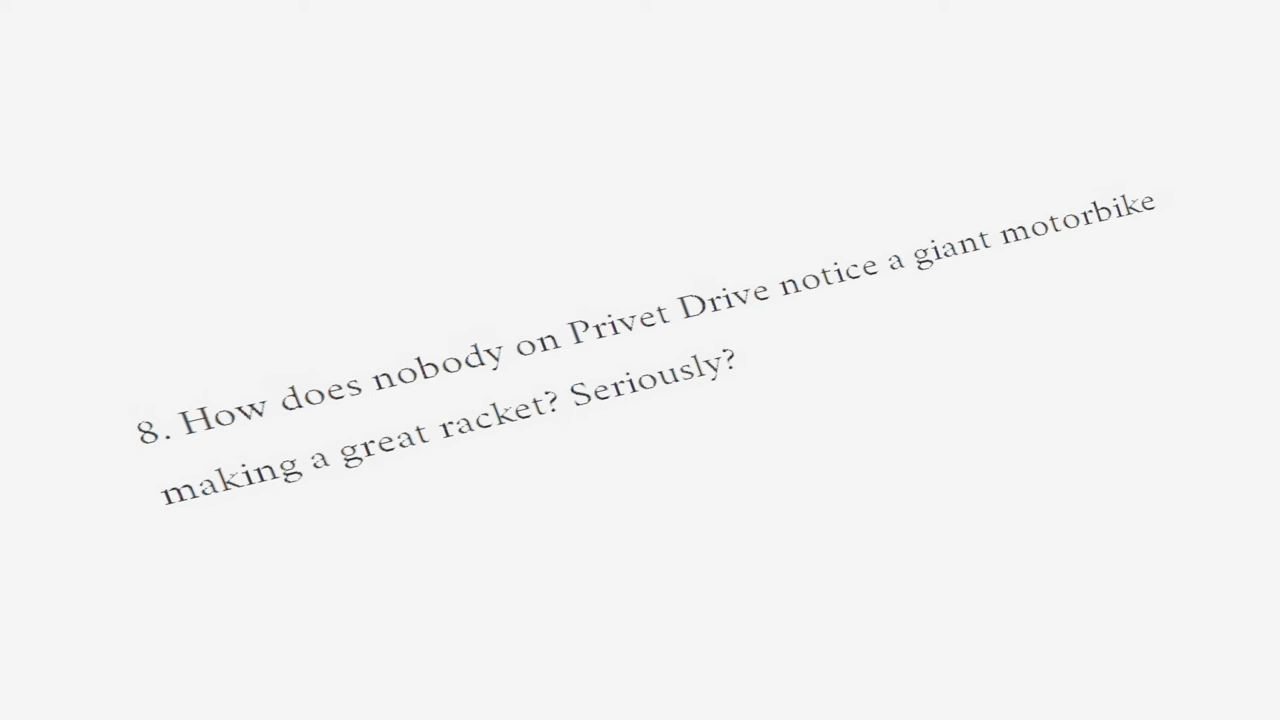 8. How does nobody on Privet Drive notice a giant motorbike
making a great racket? Seriously?